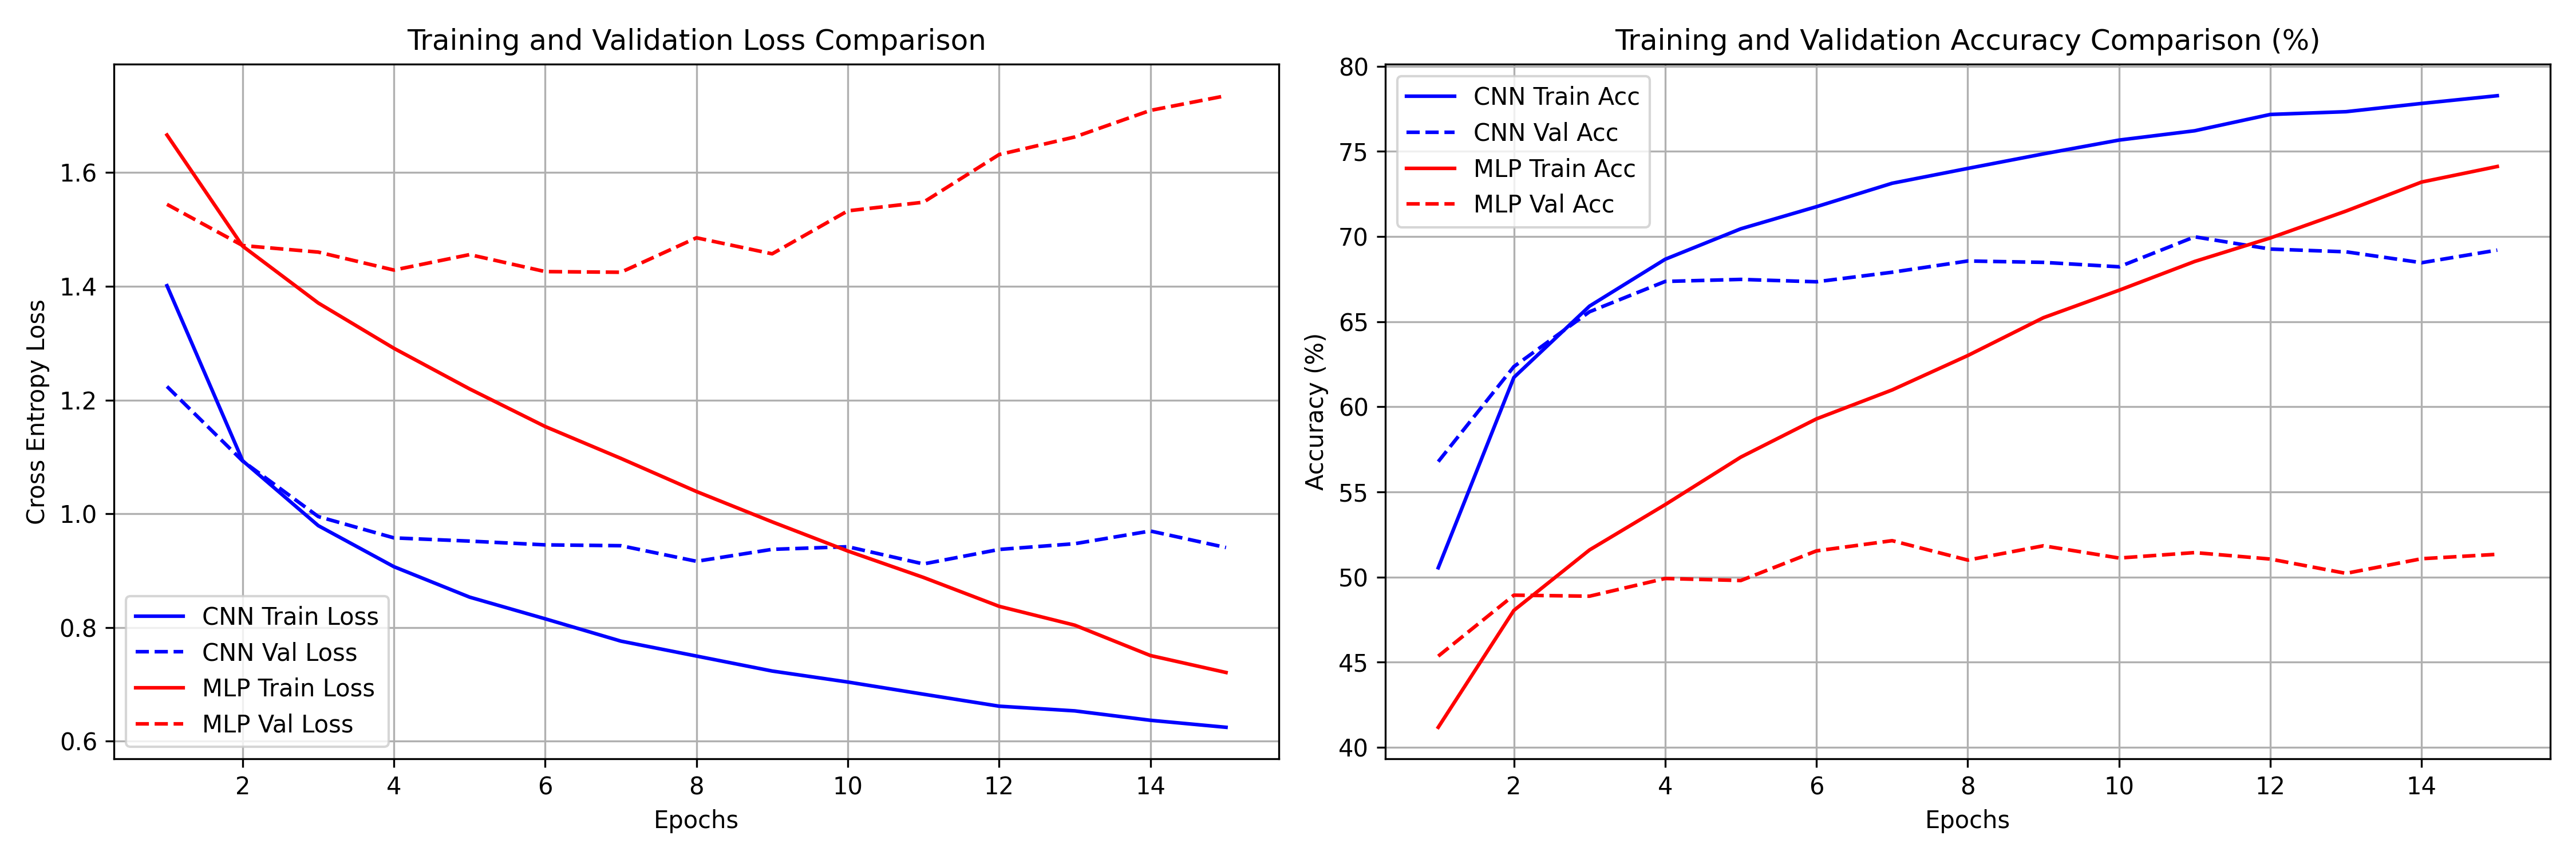 Training and Validation Loss Comparison
Cross Entropy Loss
1.6
1.4
1.2
1.0
0.8
0.6
CNN Train Loss
CNN Val Loss
MLP Train Loss
MLP Val Loss
2 4 6 8 10 12 14
Epochs
Training and Validation Accuracy Comparison (%)
Accuracy (%)
80
75
70
65
60
55
50
45
40
CNN Train Acc
CNN Val Acc
MLP Train Acc
MLP Val Acc
2 4 6 8 10 12 14
Epochs